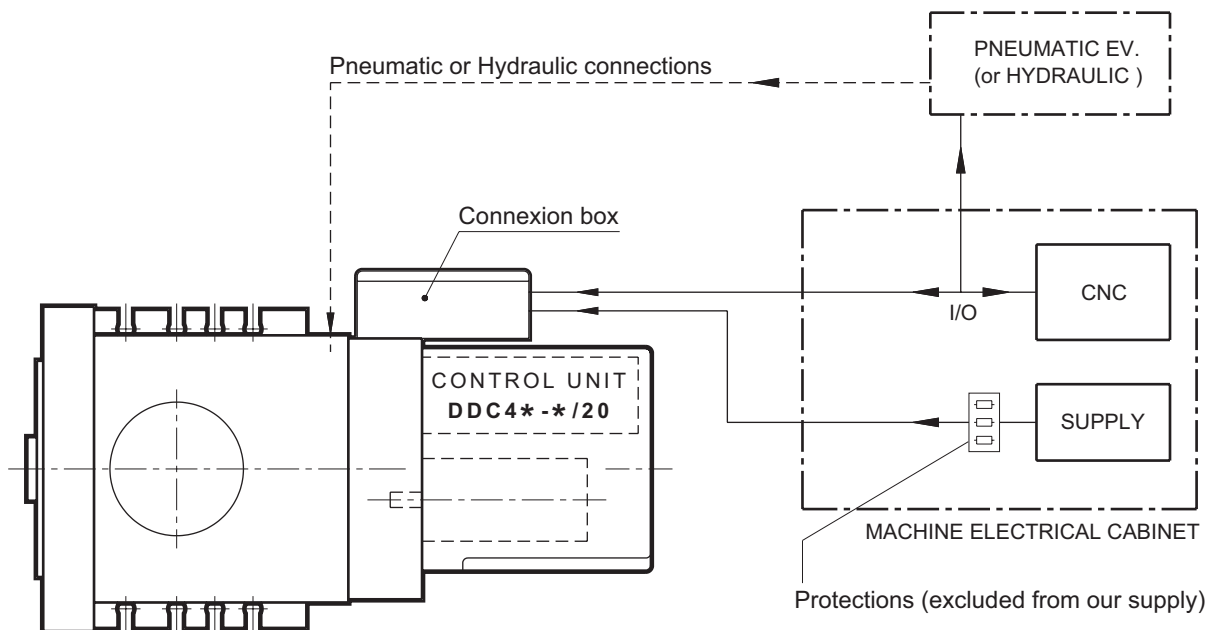 PNEUMATIC EV.
(or HYDRAULIC )
Pneumatic or Hydraulic connections
Connexion box
CNC
I/O
CONTROL UNIT
DDC4*-*/20
SUPPLY
MACHINE ELECTRICAL CABINET
Protections (excluded from our supply)